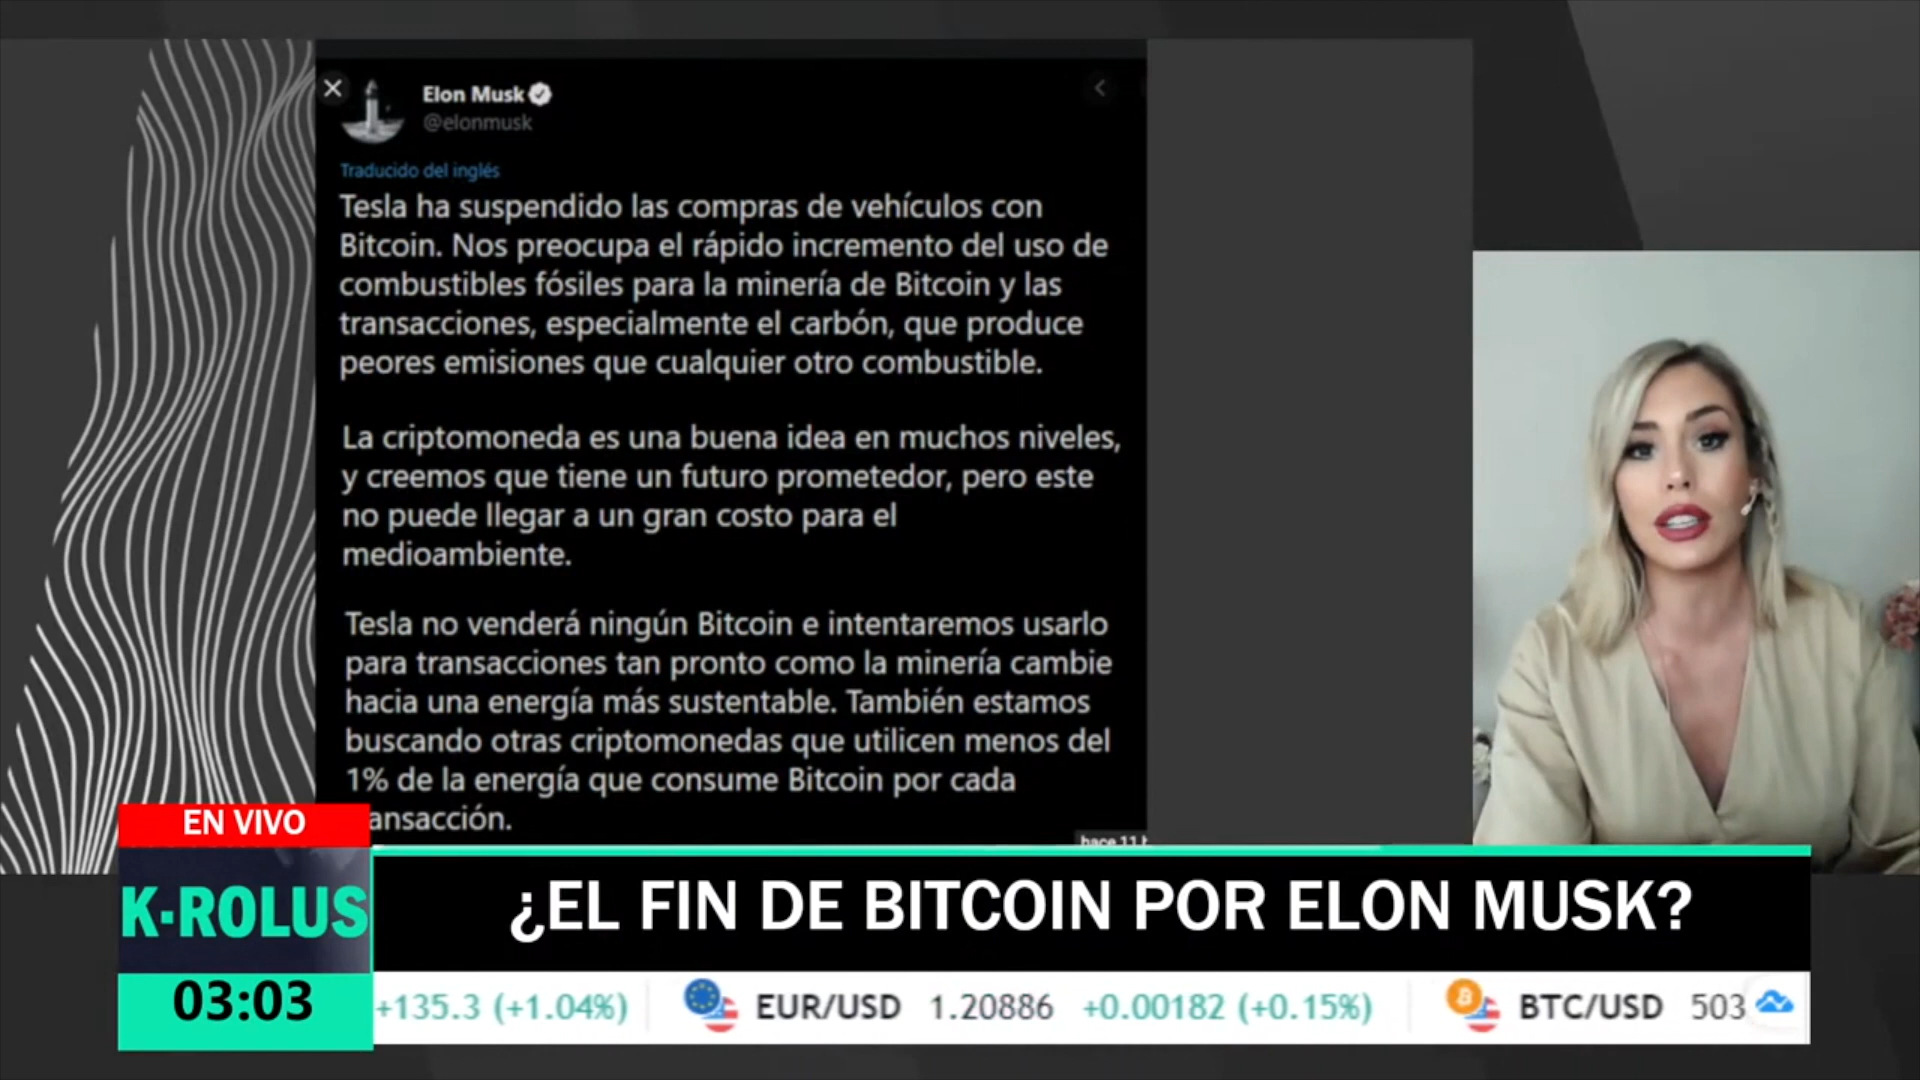 Elon Musk
@elonmusk
Traducido del inglés
Tesla ha suspendido las compras de vehículos con
Bitcoin. Nos preocupa el rápido incremento del uso de
combustibles fósiles para la minería de Bitcoin y las
transacciones, especialmente el carbón, que produce
peores emisiones que cualquier otro combustible.
La criptomoneda es una buena idea en muchos niveles,
y creemos que tiene un futuro prometedor, pero este
no puede llegar a un gran costo para el
medioambiente.
Tesla no venderá ningún Bitcoin e intentaremos usarlo
para transacciones tan pronto como la minería cambie
hacia una energía más sustentable. También estamos
buscando otras criptomonedas que utilicen menos del
1% de la energía que consume Bitcoin por cada
ansacción.
hace 11
EN VIVO
K-ROLUS
03:03
¿EL FIN DE BITCOIN POR ELON MUSK?
+135.3 (+1.04%) EUR/USD 1.20886 +0.00182 (+0.15%) BTC/USD 503